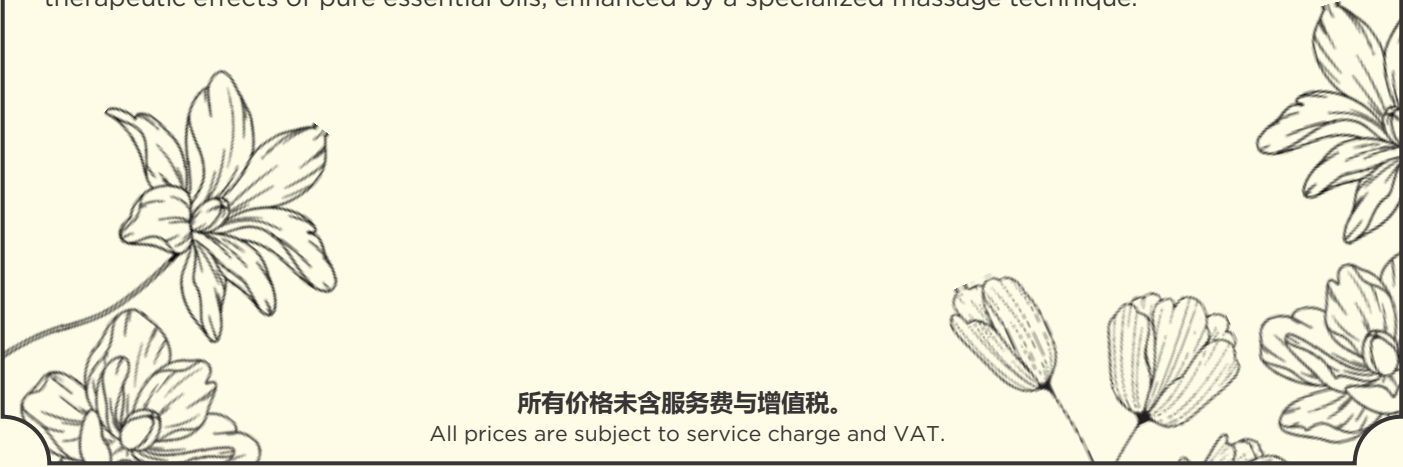 therapeutic effects of pure essential oils, enhanced by a specialized massage technique.
所有价格未含服务费与增值税。
All prices are subject to service charge and VAT.